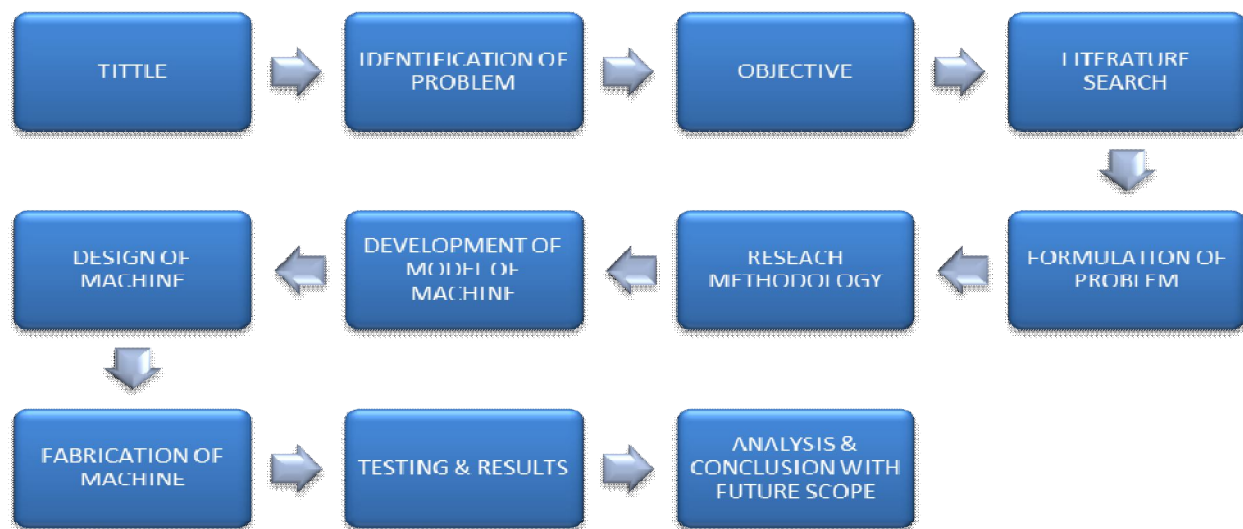 TITTLE
IDENTIFICATION OF
PROBLEM
OBJECTIVE
LITERATURE
SEARCH
FORMULATION OF
PROBLEM
RESEACH
METHODOLOGY
DEVELOPMENT OF
MODEL OF
MACHINE
DESIGN OF
MACHINE
FABRICATION OF
MACHINE
TESTING & RESULTS
ANALYSIS &
CONCLUSION WITH
FUTURE SCOPE